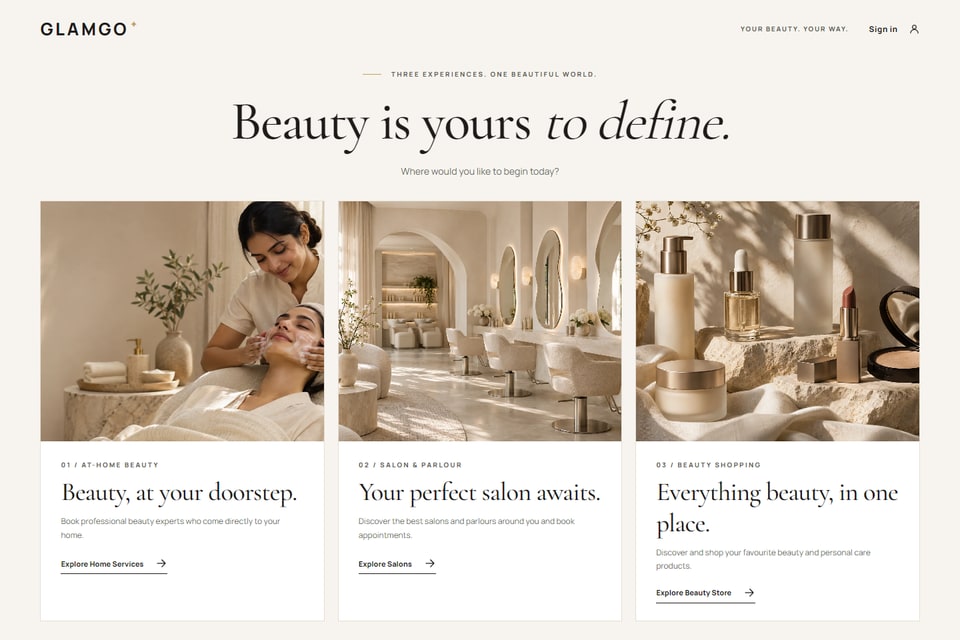 GLAMGO
YOUR BEAUTY. YOUR WAY.
Sign in
THREE EXPERIENCES. ONE BEAUTIFUL WORLD.
Beauty is yours to define.
Where would you like to begin today?
01 / AT-HOME BEAUTY
Beauty, at your doorstep.
Book professional beauty experts who come directly to your
home.
Explore Home Services
02 / SALON & PARLOUR
Your perfect salon awaits.
Discover the best salons and parlours around you and book
appointments.
Explore Salons
03 / BEAUTY SHOPPING
Everything beauty, in one
place.
Discover and shop your favourite beauty and personal care
products.
Explore Beauty Store